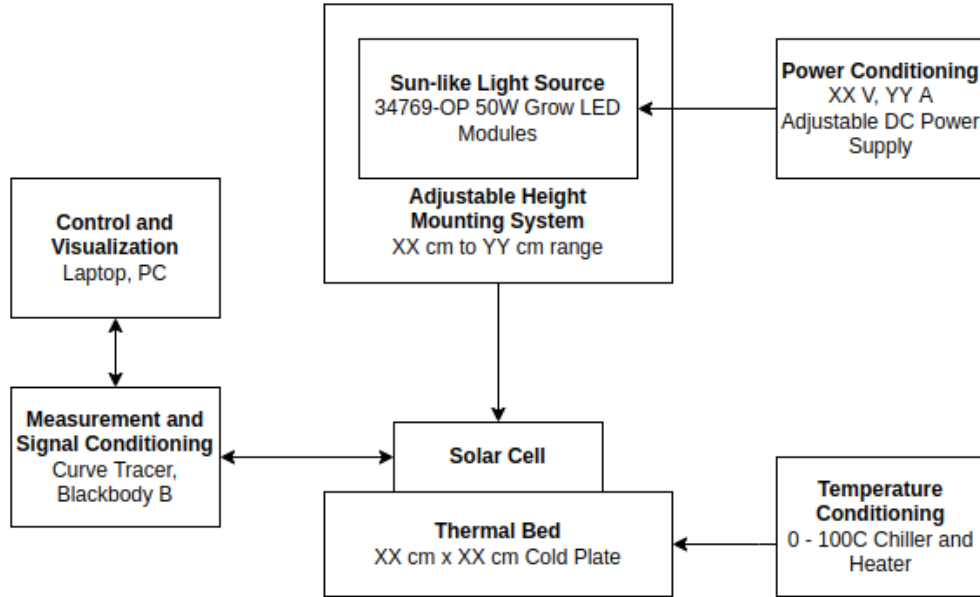 Sun-like Light Source
34769-OP 50W Grow LED
Modules
Adjustable Height
Mounting System
XX cm to YY cm range
Power Conditioning
XX V, YY A
Adjustable DC Power
Supply
Control and
Visualization
Laptop, PC
Measurement and
Signal Conditioning
Curve Tracer,
Blackbody B
Solar Cell
Thermal Bed
XX cm x XX cm Cold Plate
Temperature
Conditioning
0 - 100C Chiller and
Heater